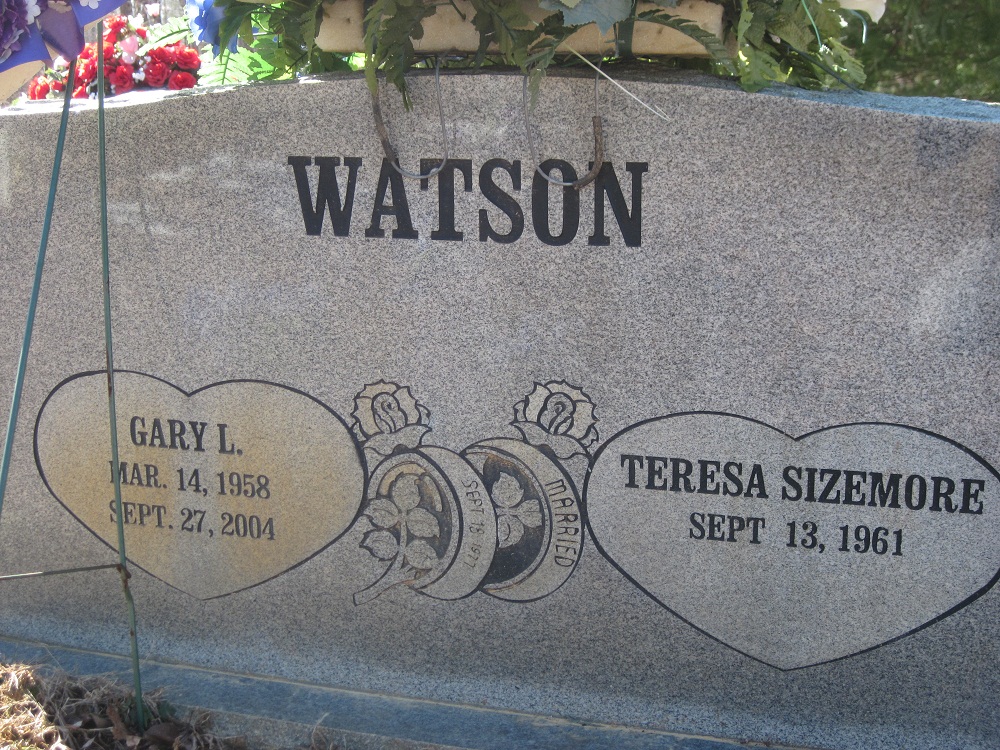 WATSON
GARY L.
MAR. 14, 1958
SEPT. 27, 2004
MARRIED
TERESA SIZEMORE
SEPT 13, 1961